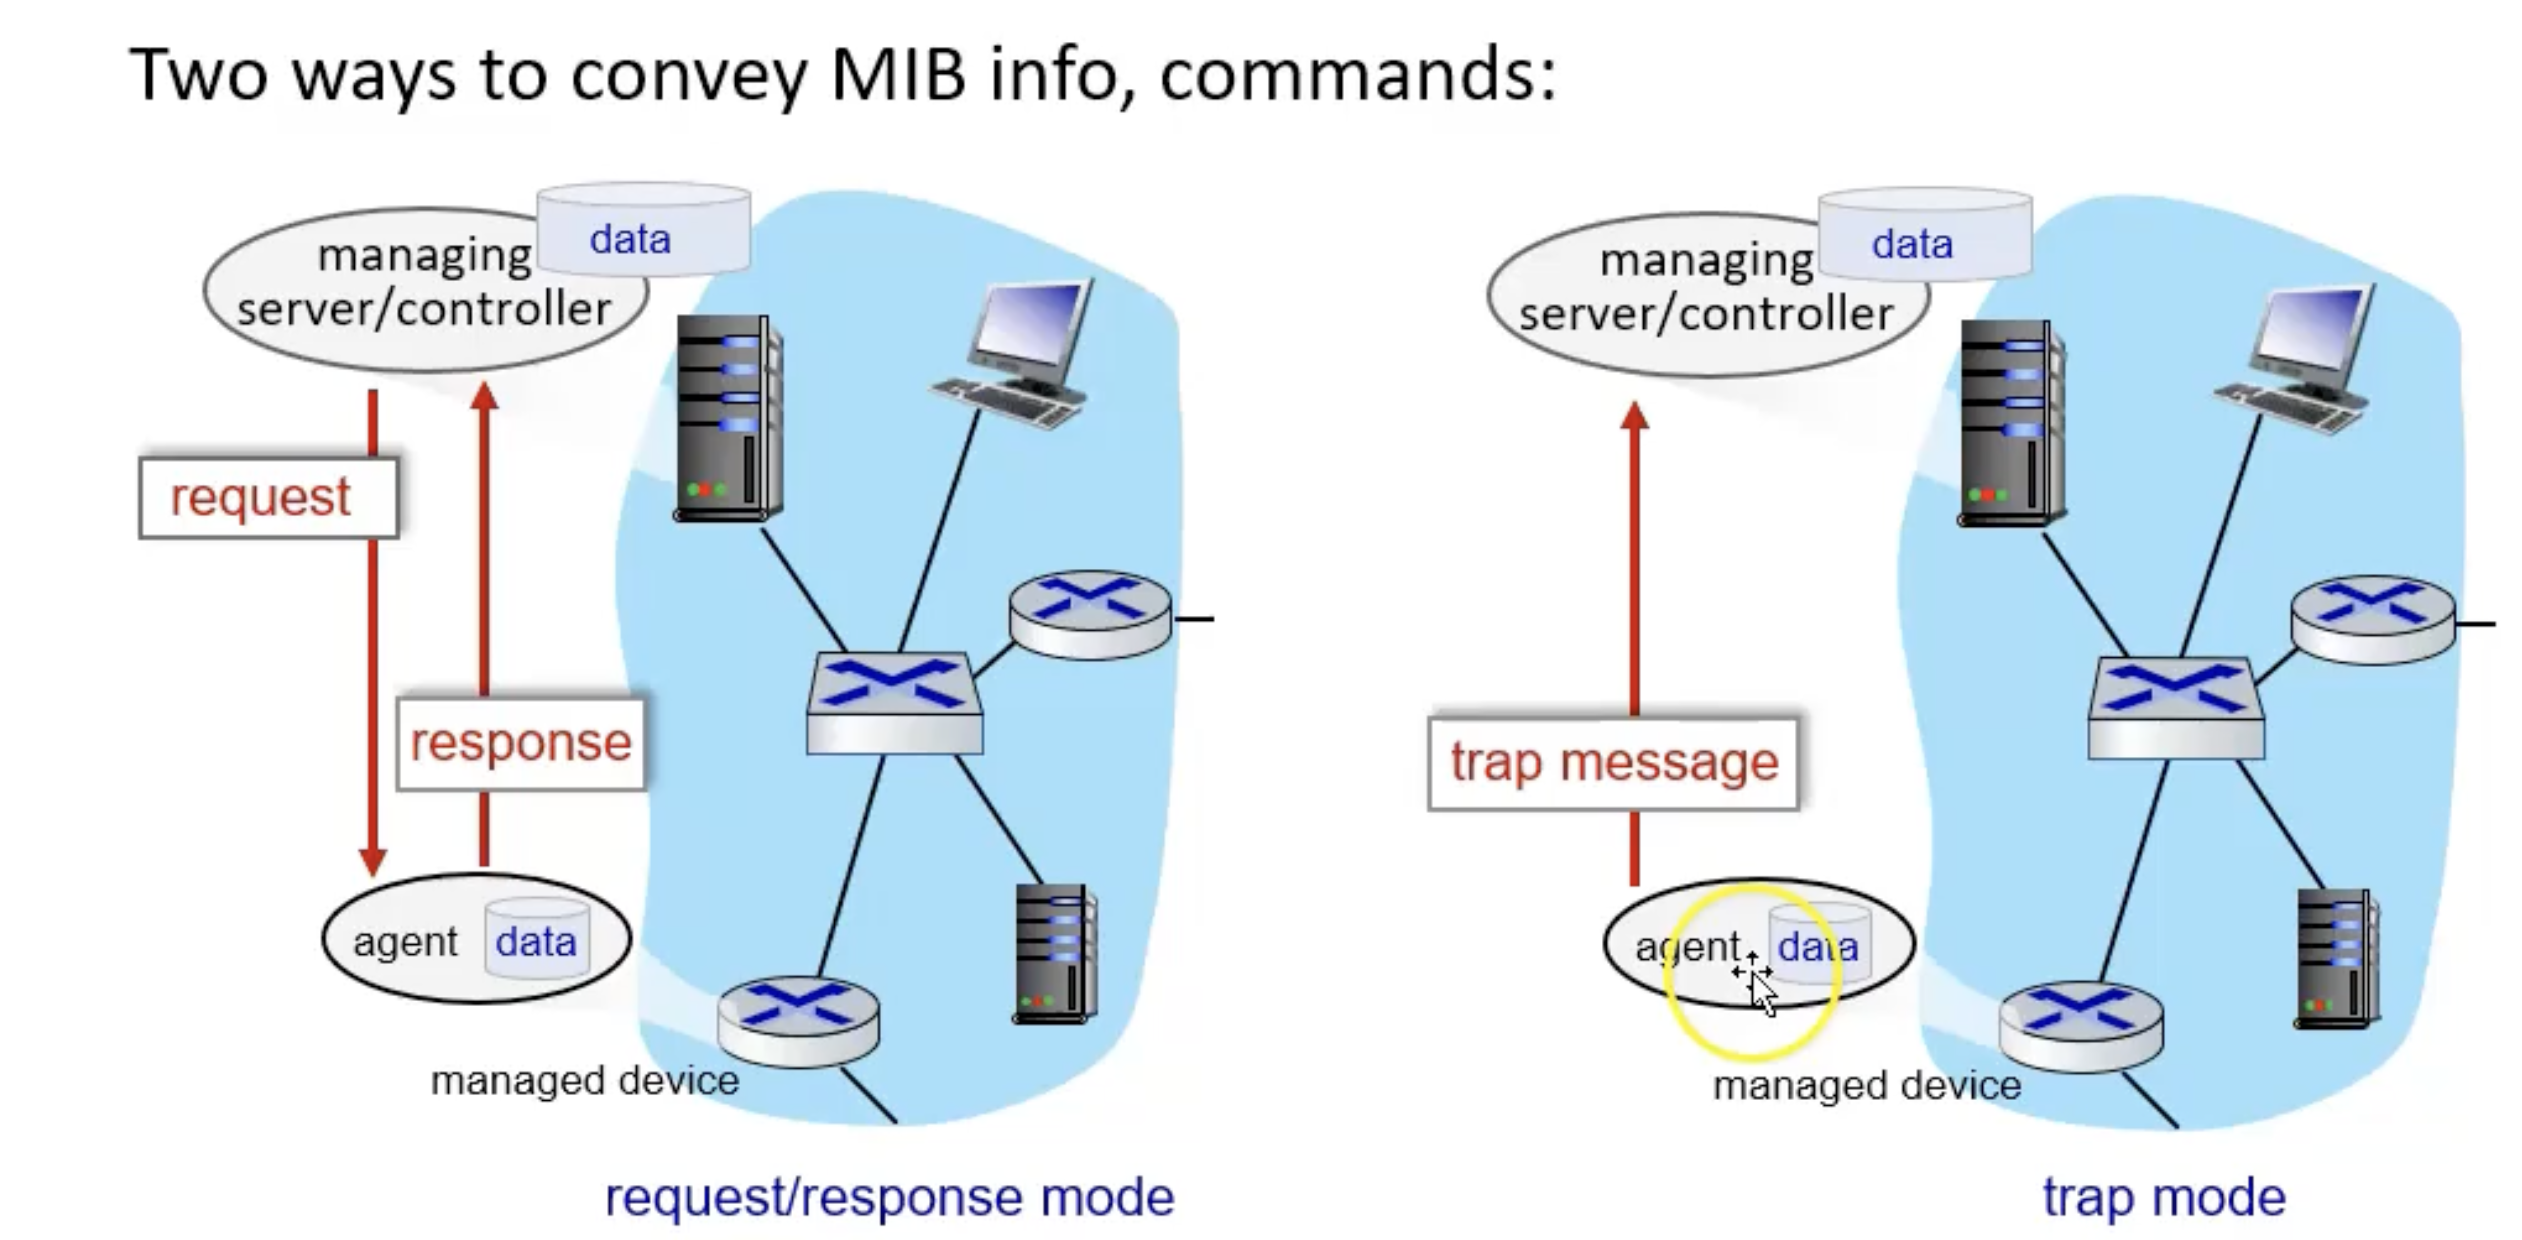 Two ways to convey MIB info, commands:
data
managing
server/controller
request
response
agent
data
managed device
request/response mode
data
managing
server/controller
trap message
agent
data
managed device
trap mode